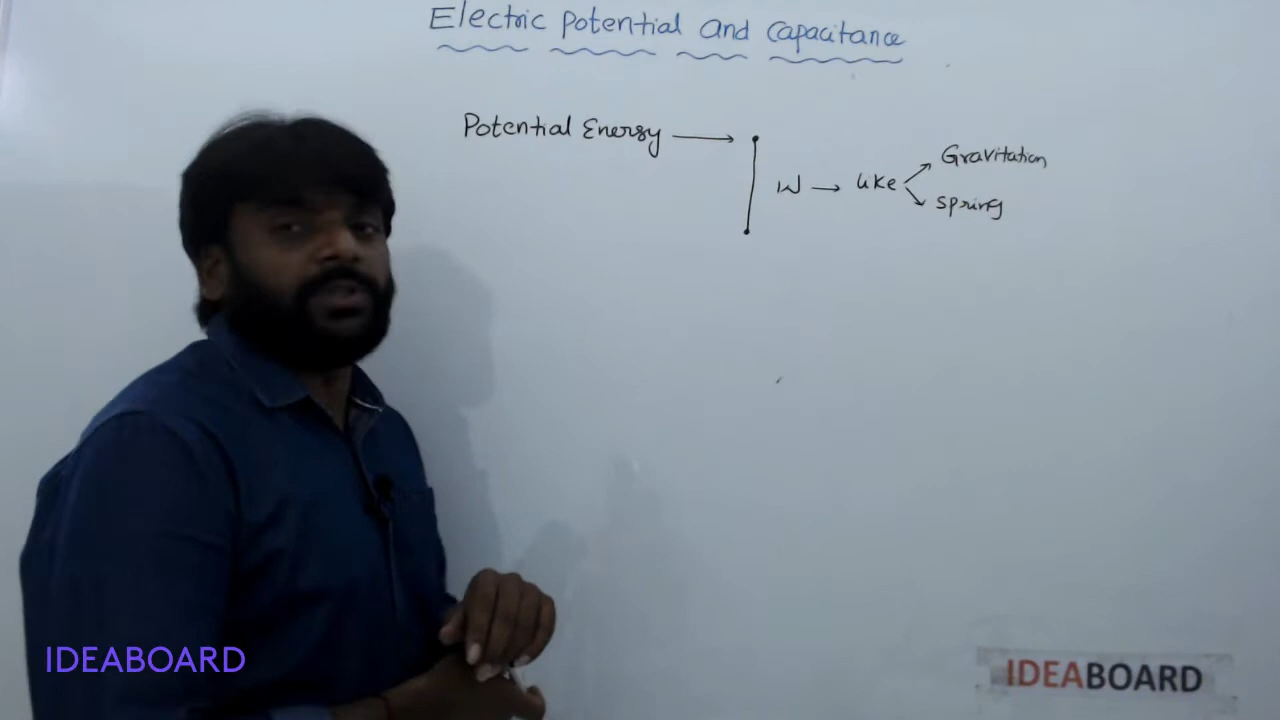 Electric potential and capacitance
Potential Energy →
W → like
Gravitation
spring
IDEABOARD
IDEABOARD